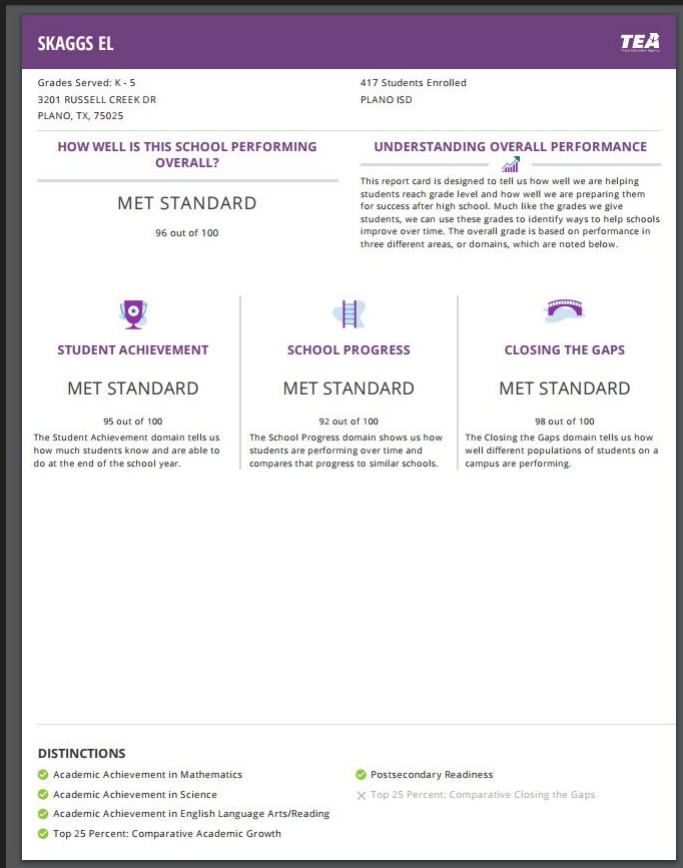 SKAGGS EL
TEA
Grades Served: K - 5
3201 RUSSELL CREEK DR
PLANO, TX, 75025
417 Students Enrolled
PLANO ISD
HOW WELL IS THIS SCHOOL PERFORMING
OVERALL?
MET STANDARD
96 out of 100
UNDERSTANDING OVERALL PERFORMANCE
This report card is designed to tell us how well we are helping
students reach grade level and how well we are preparing them
for success after high school. Much like the grades we give
students, we can use these grades to identify ways to help schools
improve over time. The overall grade is based on performance in
three different areas, or domains, which are noted below.
STUDENT ACHIEVEMENT
MET STANDARD
95 out of 100
The Student Achievement domain tells us
how much students know and are able to
do at the end of the school year.
SCHOOL PROGRESS
MET STANDARD
92 out of 100
The School Progress domain shows us how
students are performing over time and
compares that progress to similar schools.
CLOSING THE GAPS
MET STANDARD
98 out of 100
The Closing the Gaps domain tells us how
well different populations of students on a
campus are performing.
DISTINCTIONS
Academic Achievement in Mathematics
Academic Achievement in Science
Academic Achievement in English Language Arts/Reading
Top 25 Percent: Comparative Academic Growth
Postsecondary Readiness
Top 25 Percent: Comparative Closing the Gaps